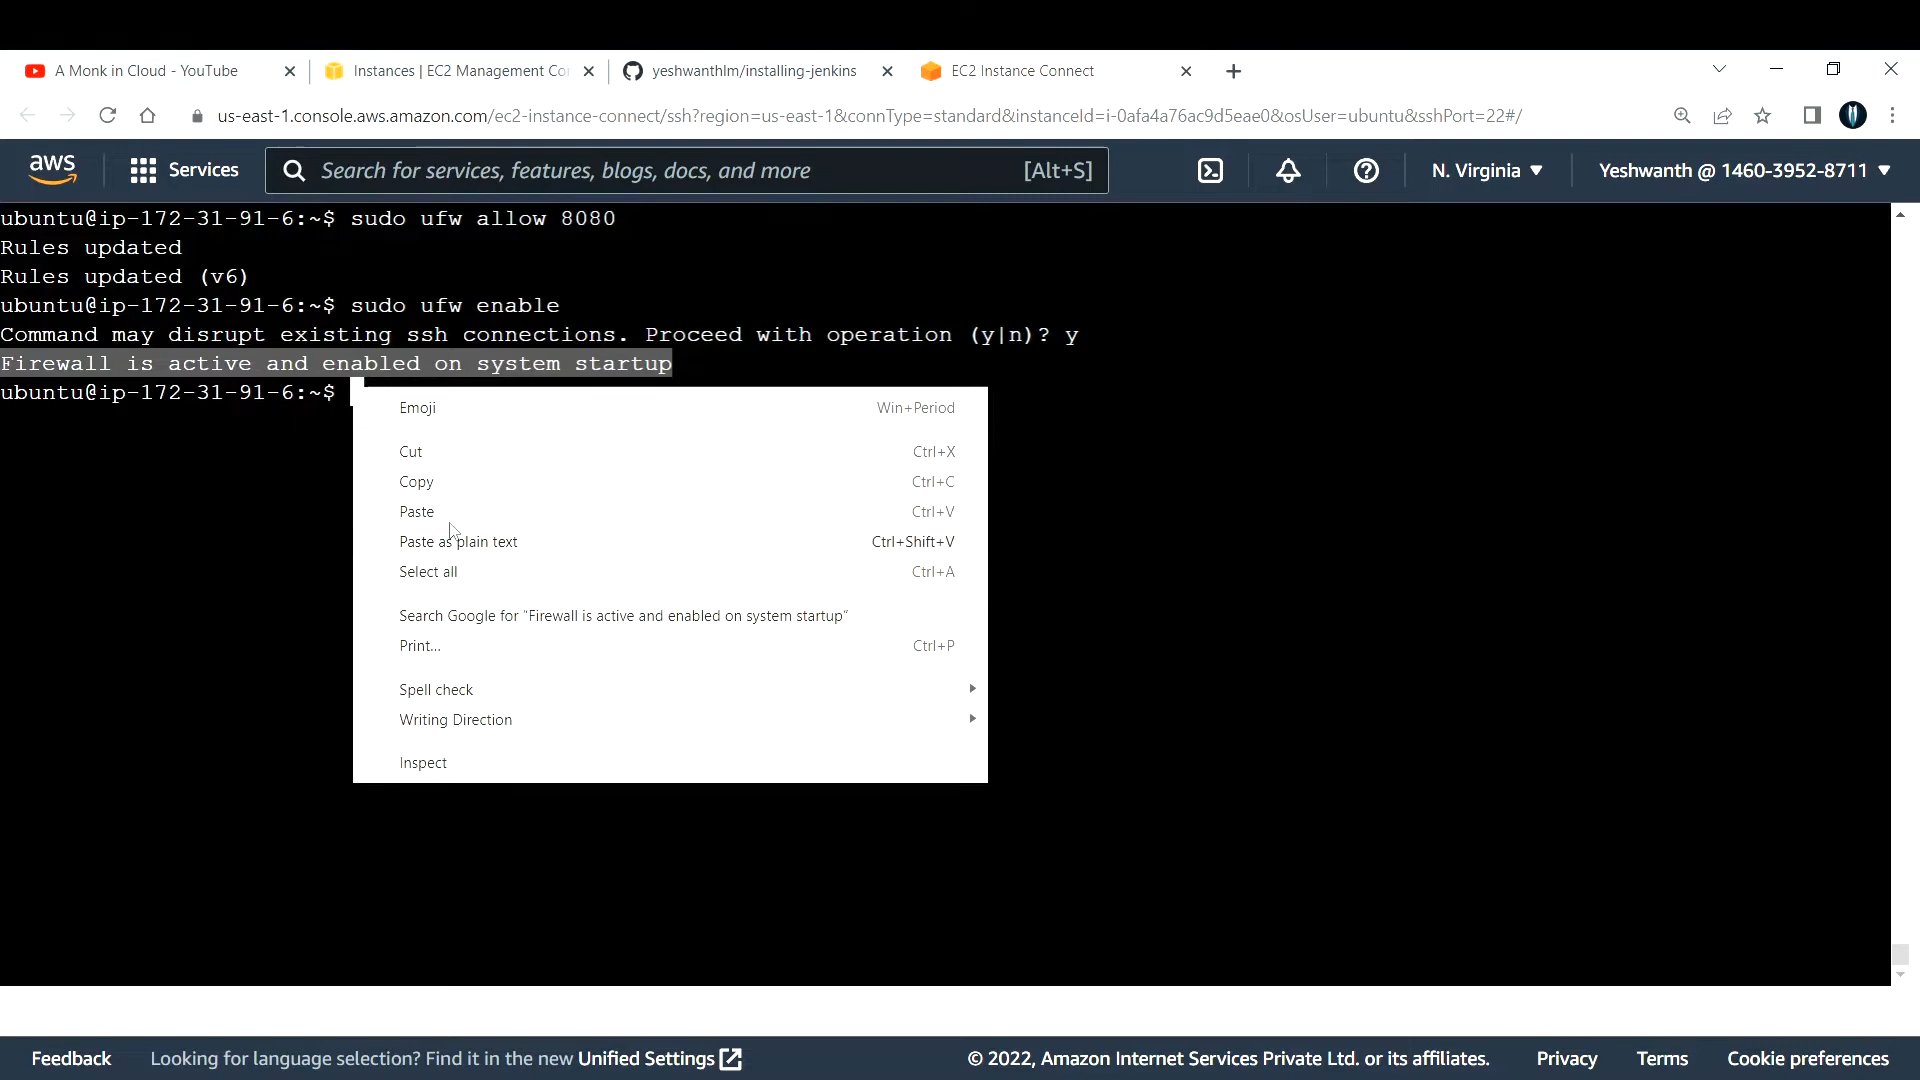 A Monk in Cloud - YouTube
Instances | EC2 Management Co
yeshwanthlm/installing-jenkins
EC2 Instance Connect
us-east-1.console.aws.amazon.com/ec2-instance-connect/ssh?region=us-east-1&connType=standard&instanceId=i-0afa4a76ac9d5eae0&osUser=ubuntu&sshPort=22#/
aws
Services
Search for services, features, blogs, docs, and more
[Alt+S]
N. Virginia
Yeshwanth @ 1460-3952-8711
ubuntu@ip-172-31-91-6:~$ sudo ufw allow 8080
Rules updated
Rules updated (v6)
ubuntu@ip-172-31-91-6:~$ sudo ufw enable
Command may disrupt existing ssh connections. Proceed with operation (y|n)? y
Firewall is active and enabled on system startup
ubuntu@ip-172-31-91-6:~$
Emoji Win+Period
Cut Ctrl+X
Copy Ctrl+C
Paste Ctrl+V
Paste as plain text Ctrl+Shift+V
Select all Ctrl+A
Search Google for "Firewall is active and enabled on system startup"
Print... Ctrl+P
Spell check
Writing Direction
Inspect
Feedback
Looking for language selection? Find it in the new Unified Settings
© 2022, Amazon Internet Services Private Ltd. or its affiliates.
Privacy
Terms
Cookie preferences